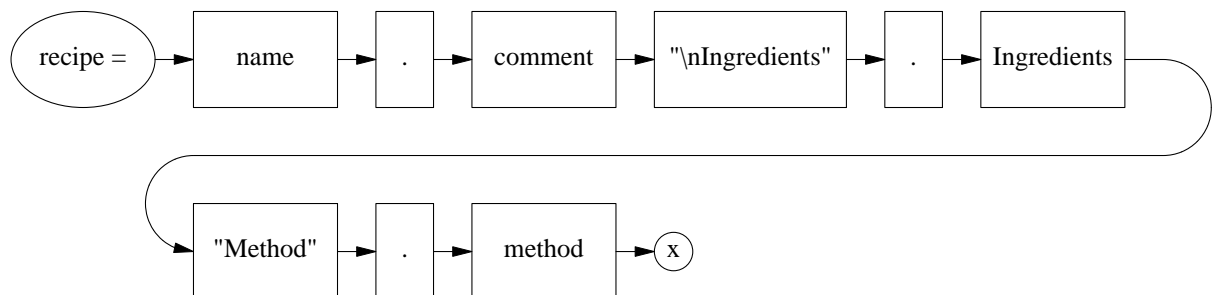 recipe = name . comment "\nIngredients" . Ingredients
"Method" . method x